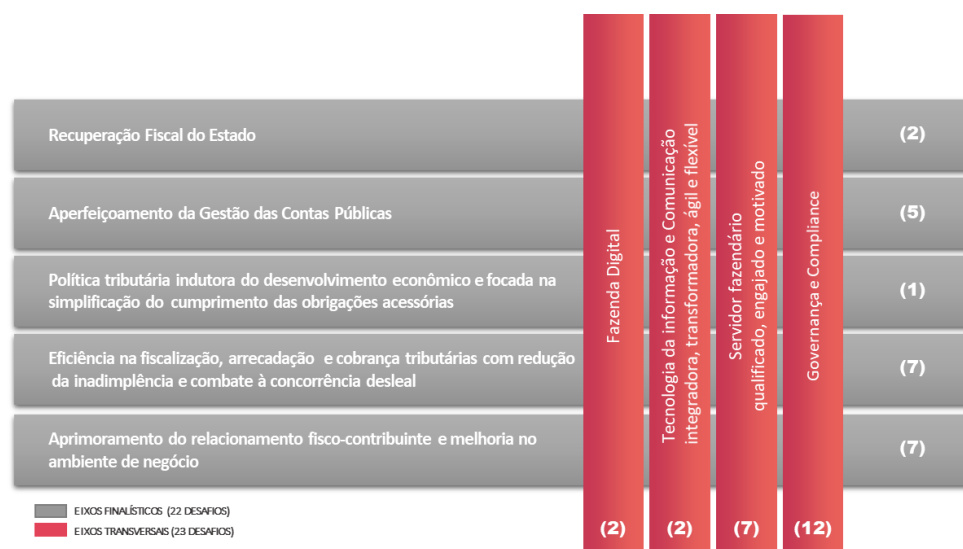 Recuperação Fiscal do Estado
(2)
Aperfeiçoamento da Gestão das Contas Públicas
(5)
Política tributária indutora do desenvolvimento econômico e focada na
simplificação do cumprimento das obrigações acessórias
(1)
Eficiência na fiscalização, arrecadação e cobrança tributárias com redução
da inadimplência e combate à concorrência desleal
(7)
Aprimoramento do relacionamento fisco-contribuinte e melhoria no
ambiente de negócio
(7)
Fazenda Digital
(2)
Tecnologia da informação e Comunicação
integradora, transformadora, ágil e flexível
(2)
Servidor fazendário
qualificado, engajado e motivado
(7)
Governança e Compliance
(12)
EIXOS FINALÍSTICOS (22 DESAFIOS)
EIXOS TRANSVERSAIS (23 DESAFIOS)